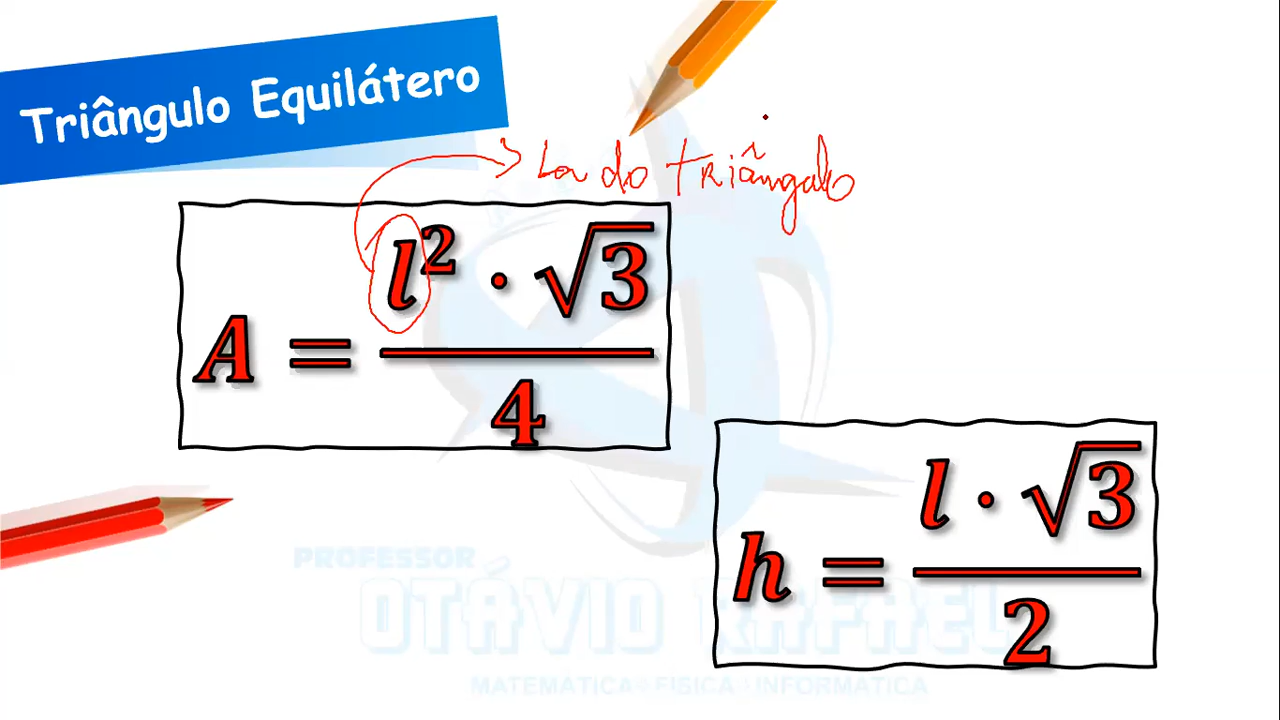 Triângulo Equilátero
Lado do triângulo
A = l² · √3 / 4
h = l · √3 / 2
PROFESSOR
OTÁVIO RAFAEL
MATEMÁTICA · FÍSICA · INFORMÁTICA